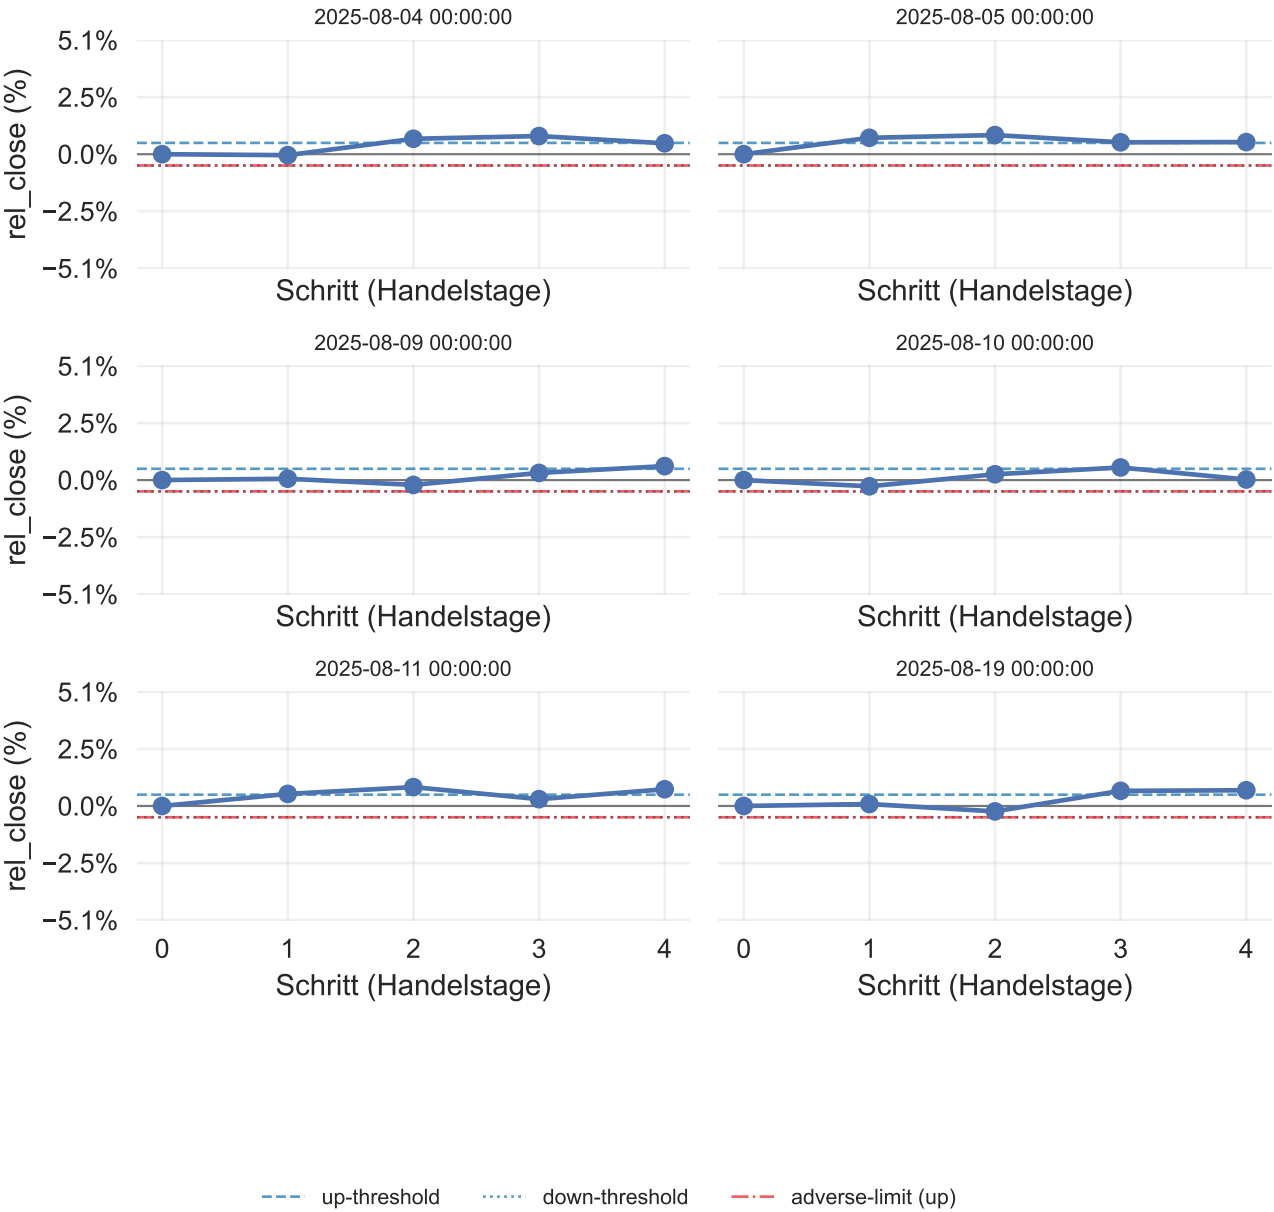 2025-08-04 00:00:00
2025-08-05 00:00:00
5.1%
2.5%
0.0%
−2.5%
−5.1%
rel_close (%)
Schritt (Handelstage)
Schritt (Handelstage)
2025-08-09 00:00:00
2025-08-10 00:00:00
5.1%
2.5%
0.0%
−2.5%
−5.1%
rel_close (%)
Schritt (Handelstage)
Schritt (Handelstage)
2025-08-11 00:00:00
2025-08-19 00:00:00
5.1%
2.5%
0.0%
−2.5%
−5.1%
rel_close (%)
0 1 2 3 4
0 1 2 3 4
Schritt (Handelstage)
Schritt (Handelstage)
up-threshold down-threshold adverse-limit (up)